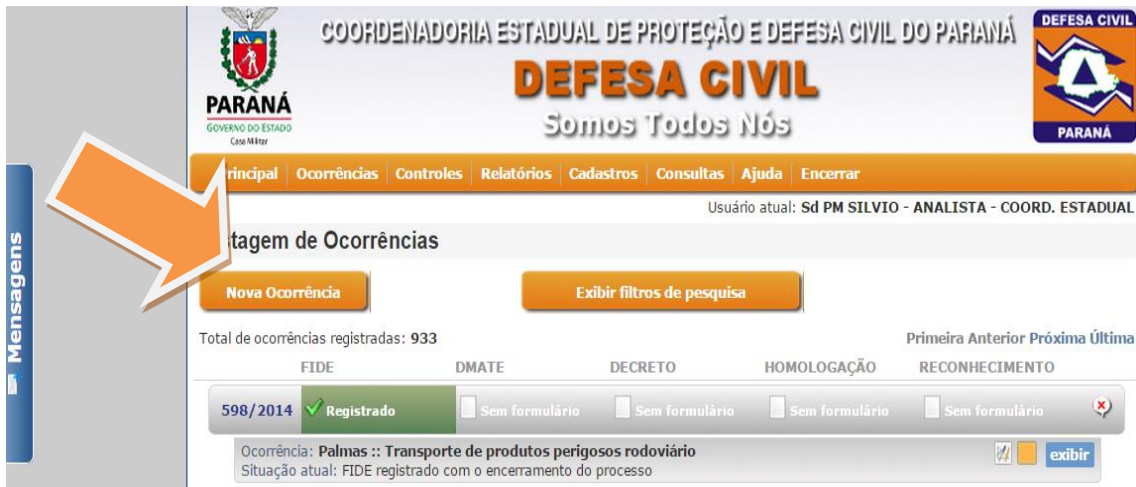 COORDENADORIA ESTADUAL DE PROTEÇÃO E DEFESA CIVIL DO PARANÁ
DEFESA CIVIL
Somos Todos Nós
PARANÁ
GOVERNO DO ESTADO
Casa Militar
DEFESA CIVIL
PARANÁ
rincipal Ocorrências Controles Relatórios Cadastros Consultas Ajuda Encerrar
Usuário atual: Sd PM SILVIO - ANALISTA - COORD. ESTADUAL
Mensagens
stagem de Ocorrências
Nova Ocorrência Exibir filtros de pesquisa
Total de ocorrências registradas: 933 Primeira Anterior Próxima Última
FIDE DMATE DECRETO HOMOLOGAÇÃO RECONHECIMENTO
598/2014 Registrado Sem formulário Sem formulário Sem formulário Sem formulário
Ocorrência: Palmas :: Transporte de produtos perigosos rodoviário exibir
Situação atual: FIDE registrado com o encerramento do processo